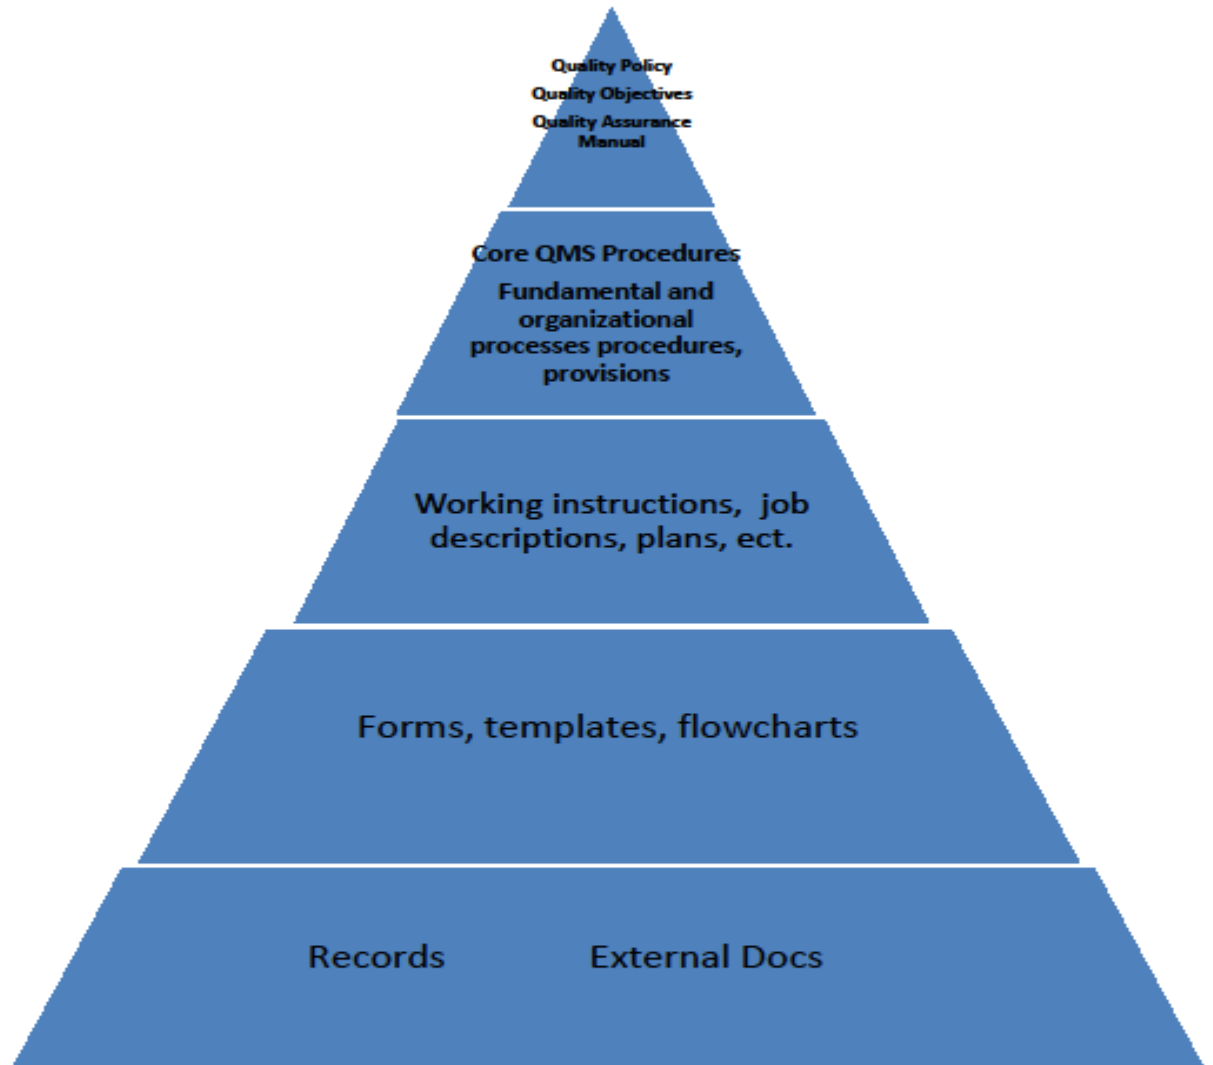 Quality Policy
Quality Objectives
Quality Assurance
Manual
Core QMS Procedures
Fundamental and
organizational
processes procedures,
provisions
Working instructions,  job
descriptions, plans, ect.
Forms, templates, flowcharts
Records External Docs